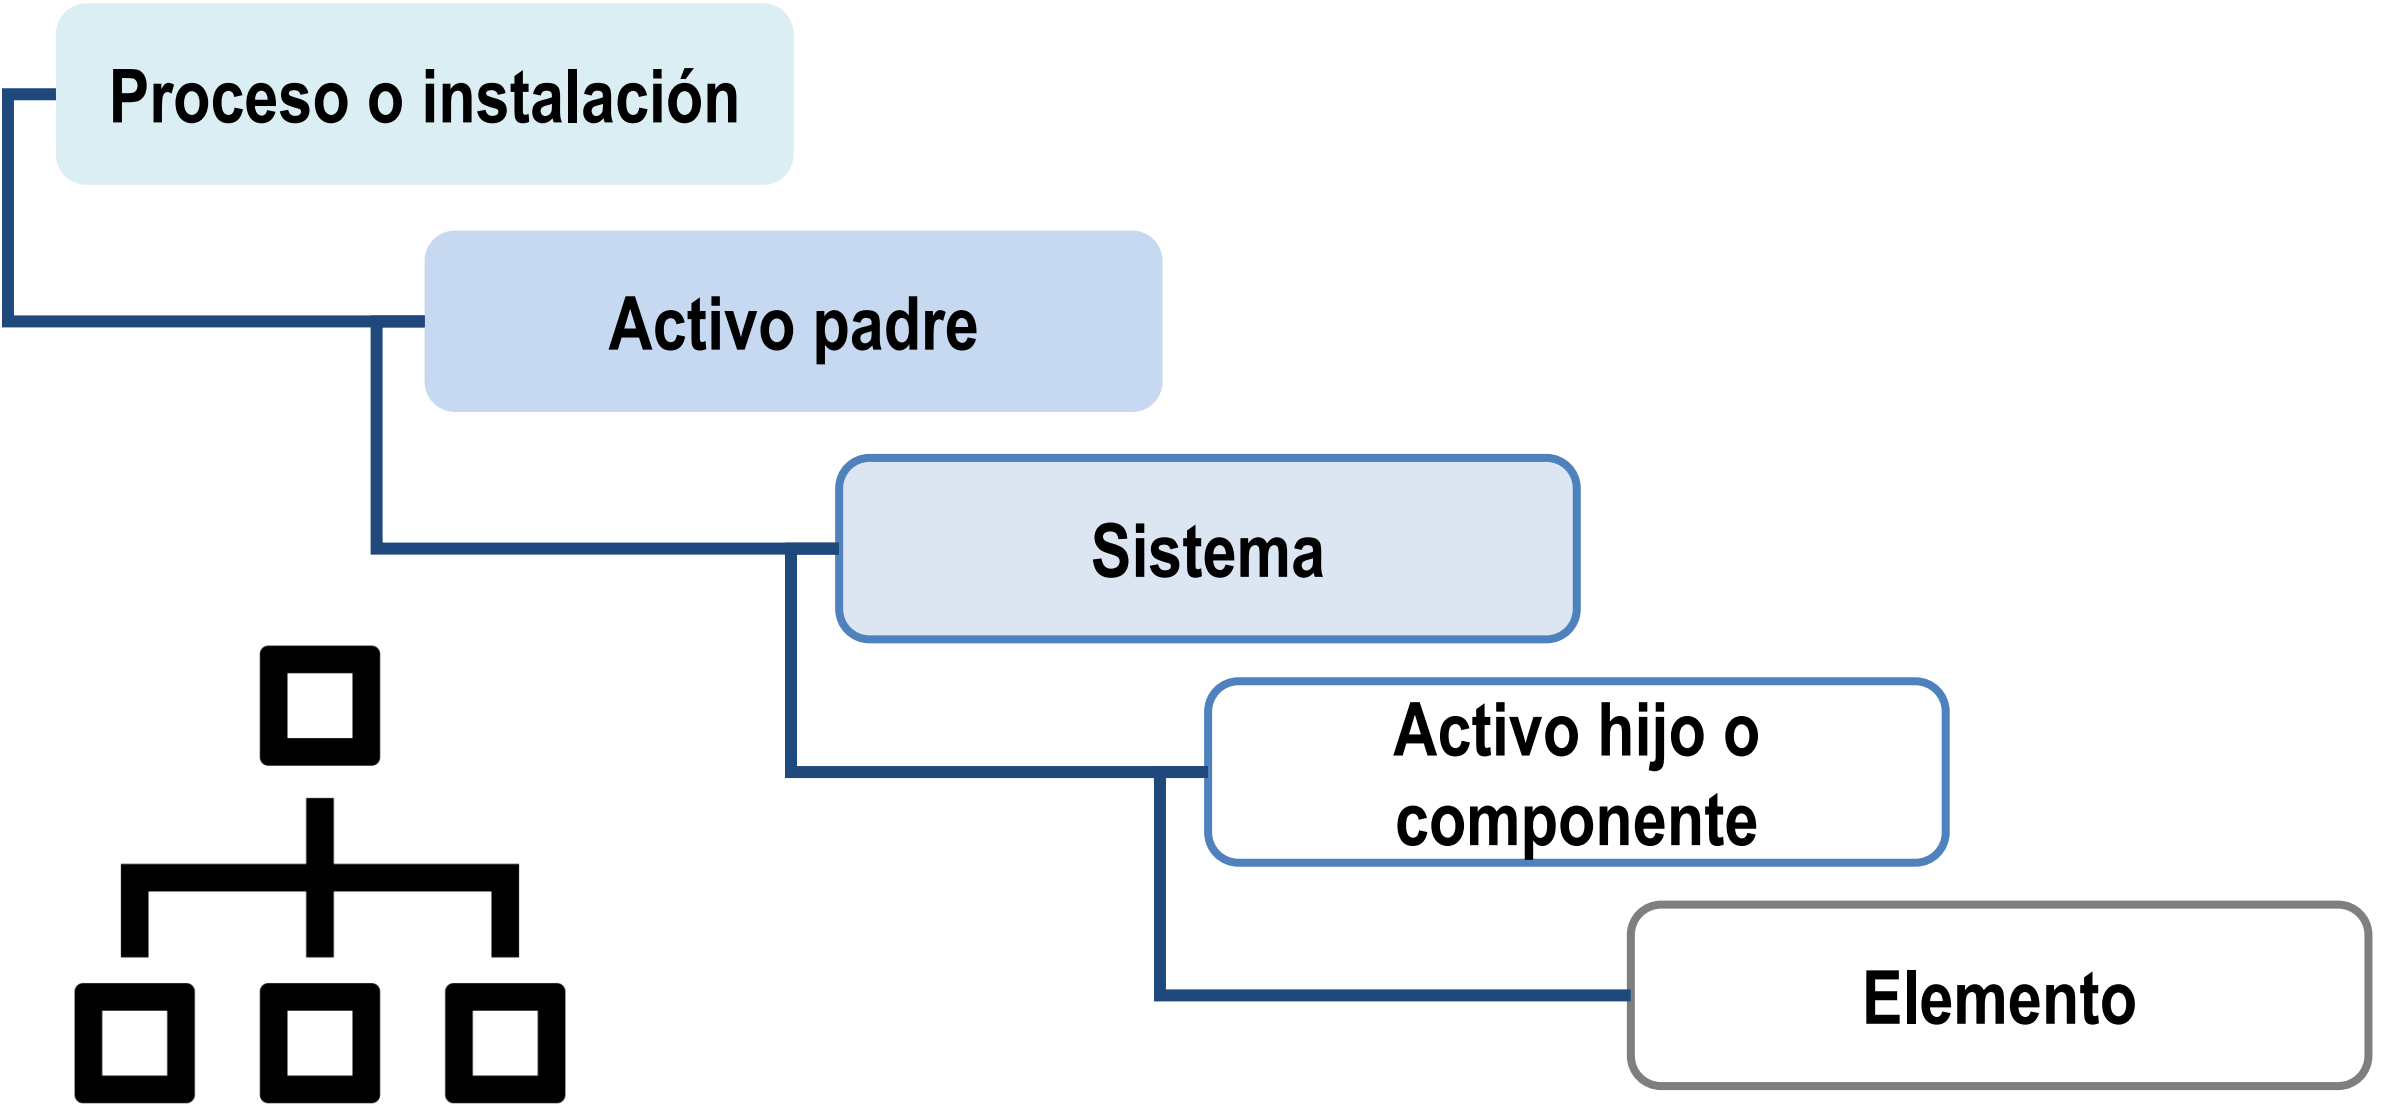 Proceso o instalación
Activo padre
Sistema
Activo hijo o
componente
Elemento